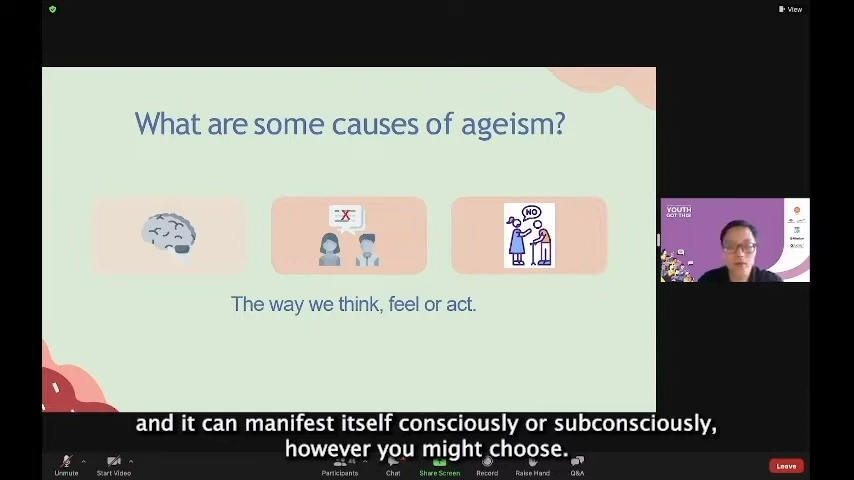 View
What are some causes of ageism?
X
NO
The way we think, feel or act.
YOUTH
GOT THIS!
and it can manifest itself consciously or subconsciously,
however you might choose.
Unmute
Start Video
Participants
Chat
Share Screen
Record
Raise Hand
Q&A
Leave